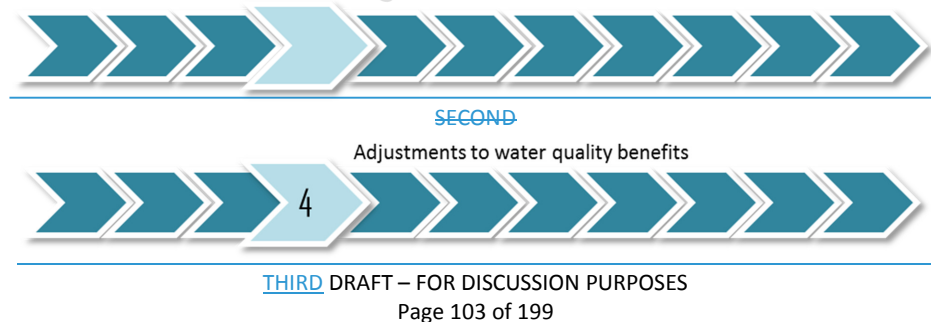 SECOND
Adjustments to water quality benefits
4
THIRD DRAFT – FOR DISCUSSION PURPOSES
Page 103 of 199